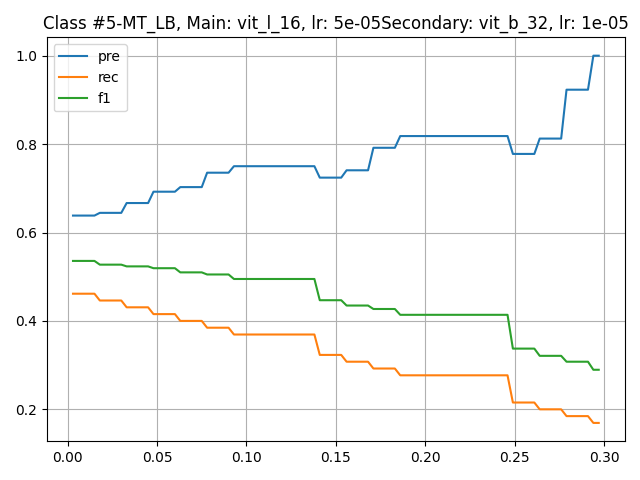 Class #5-MT_LB, Main: vit_l_16, lr: 5e-05Secondary: vit_b_32, lr: 1e-05
pre
rec
f1
1.0
0.8
0.6
0.4
0.2
0.00 0.05 0.10 0.15 0.20 0.25 0.30